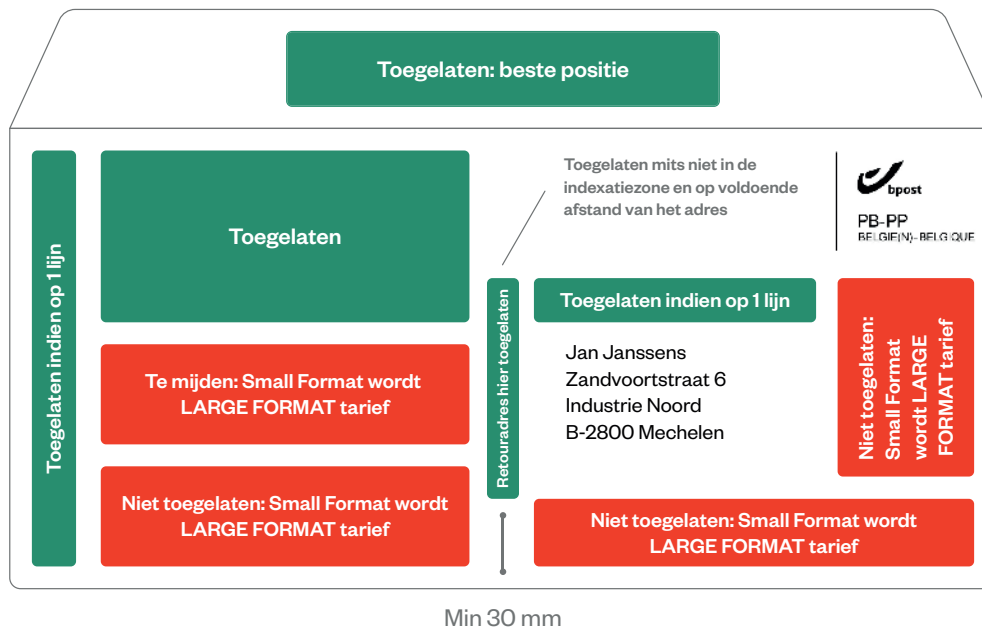 Toegelaten: beste positie
Toegelaten indien op 1 lijn
Toegelaten
Te mijden: Small Format wordt
LARGE FORMAT tarief
Niet toegelaten: Small Format wordt
LARGE FORMAT tarief
Toegelaten mits niet in de
indexatiezone en op voldoende
afstand van het adres
Retouradres hier toegelaten
bpost
PB-PP
BELGIE(N)-BELGIQUE
Toegelaten indien op 1 lijn
Jan Janssens
Zandvoortstraat 6
Industrie Noord
B-2800 Mechelen
Niet toegelaten:
Small Format
wordt LARGE
FORMAT tarief
Niet toegelaten: Small Format wordt
LARGE FORMAT tarief
Min 30 mm